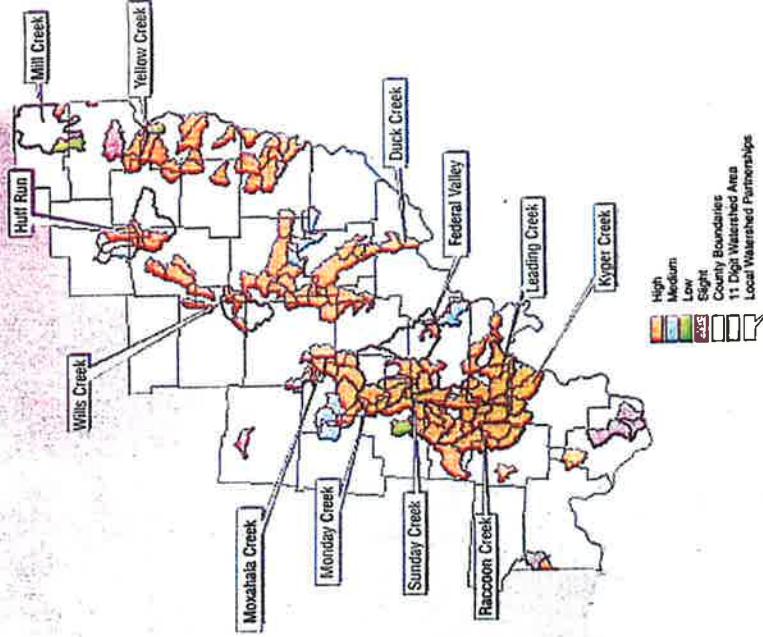 Mill Creek
Yellow Creek
Huff Run
Duck Creek
Federal Valley
Leading Creek
Kyger Creek
Wills Creek
Moxahala Creek
Monday Creek
Sunday Creek
Raccoon Creek
High
Medium
Low
Slight
County Boundaries
11 Digit Watershed Area
Local Watershed Partnerships